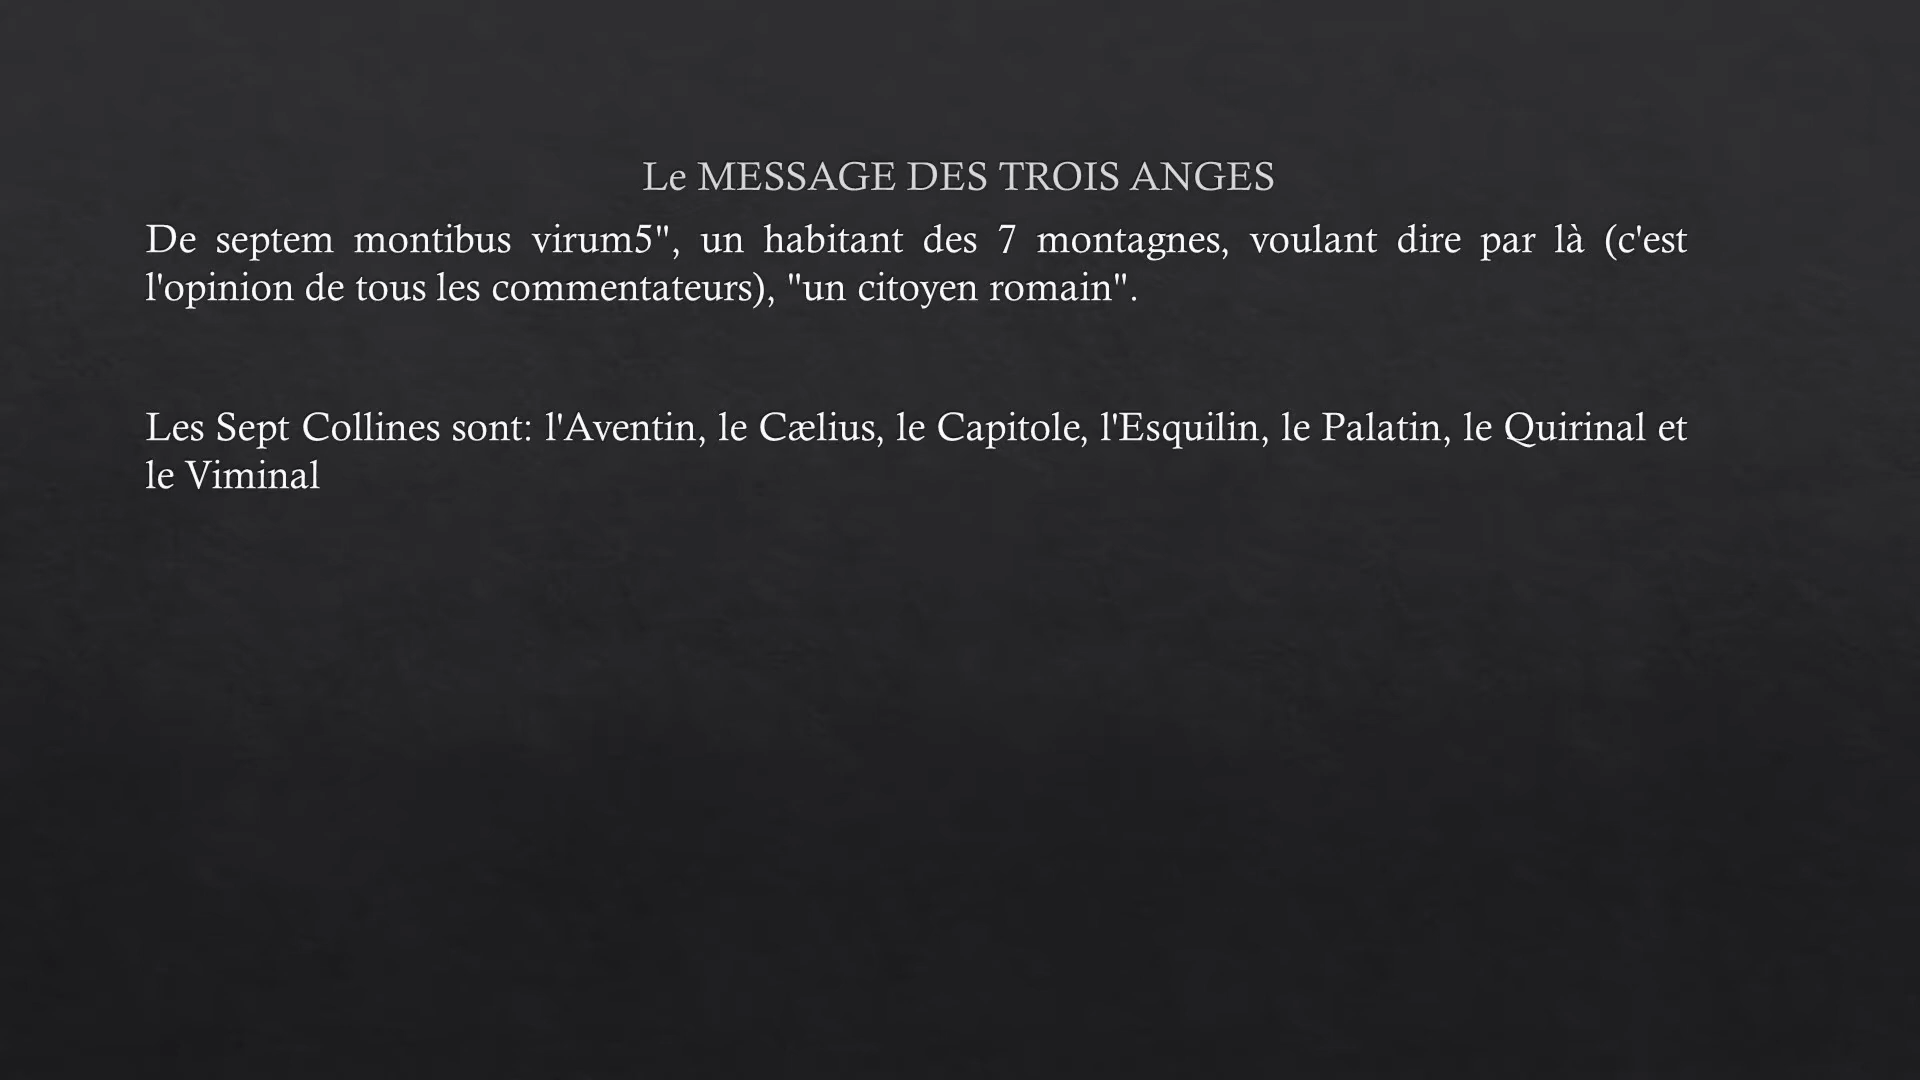 Le MESSAGE DES TROIS ANGES
De septem montibus virum5", un habitant des 7 montagnes, voulant dire par là (c'est
l'opinion de tous les commentateurs), "un citoyen romain".
Les Sept Collines sont: l'Aventin, le Cælius, le Capitole, l'Esquilin, le Palatin, le Quirinal et
le Viminal